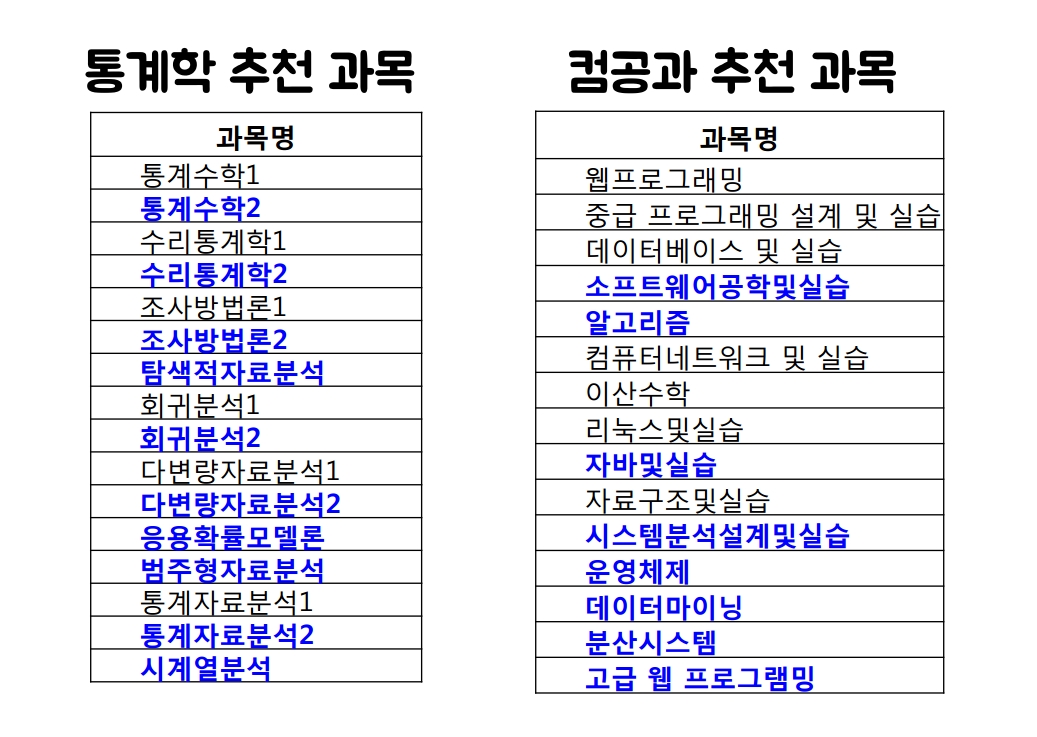 통계학 추천 과목
과목명
통계수학1
통계수학2
수리통계학1
수리통계학2
조사방법론1
조사방법론2
탐색적자료분석
회귀분석1
회귀분석2
다변량자료분석1
다변량자료분석2
응용확률모델론
범주형자료분석
통계자료분석1
통계자료분석2
시계열분석
컴공과 추천 과목
과목명
웹프로그래밍
중급 프로그래밍 설계 및 실습
데이터베이스 및 실습
소프트웨어공학및실습
알고리즘
컴퓨터네트워크 및 실습
이산수학
리눅스및실습
자바및실습
자료구조및실습
시스템분석설계및실습
운영체제
데이터마이닝
분산시스템
고급 웹 프로그램밍